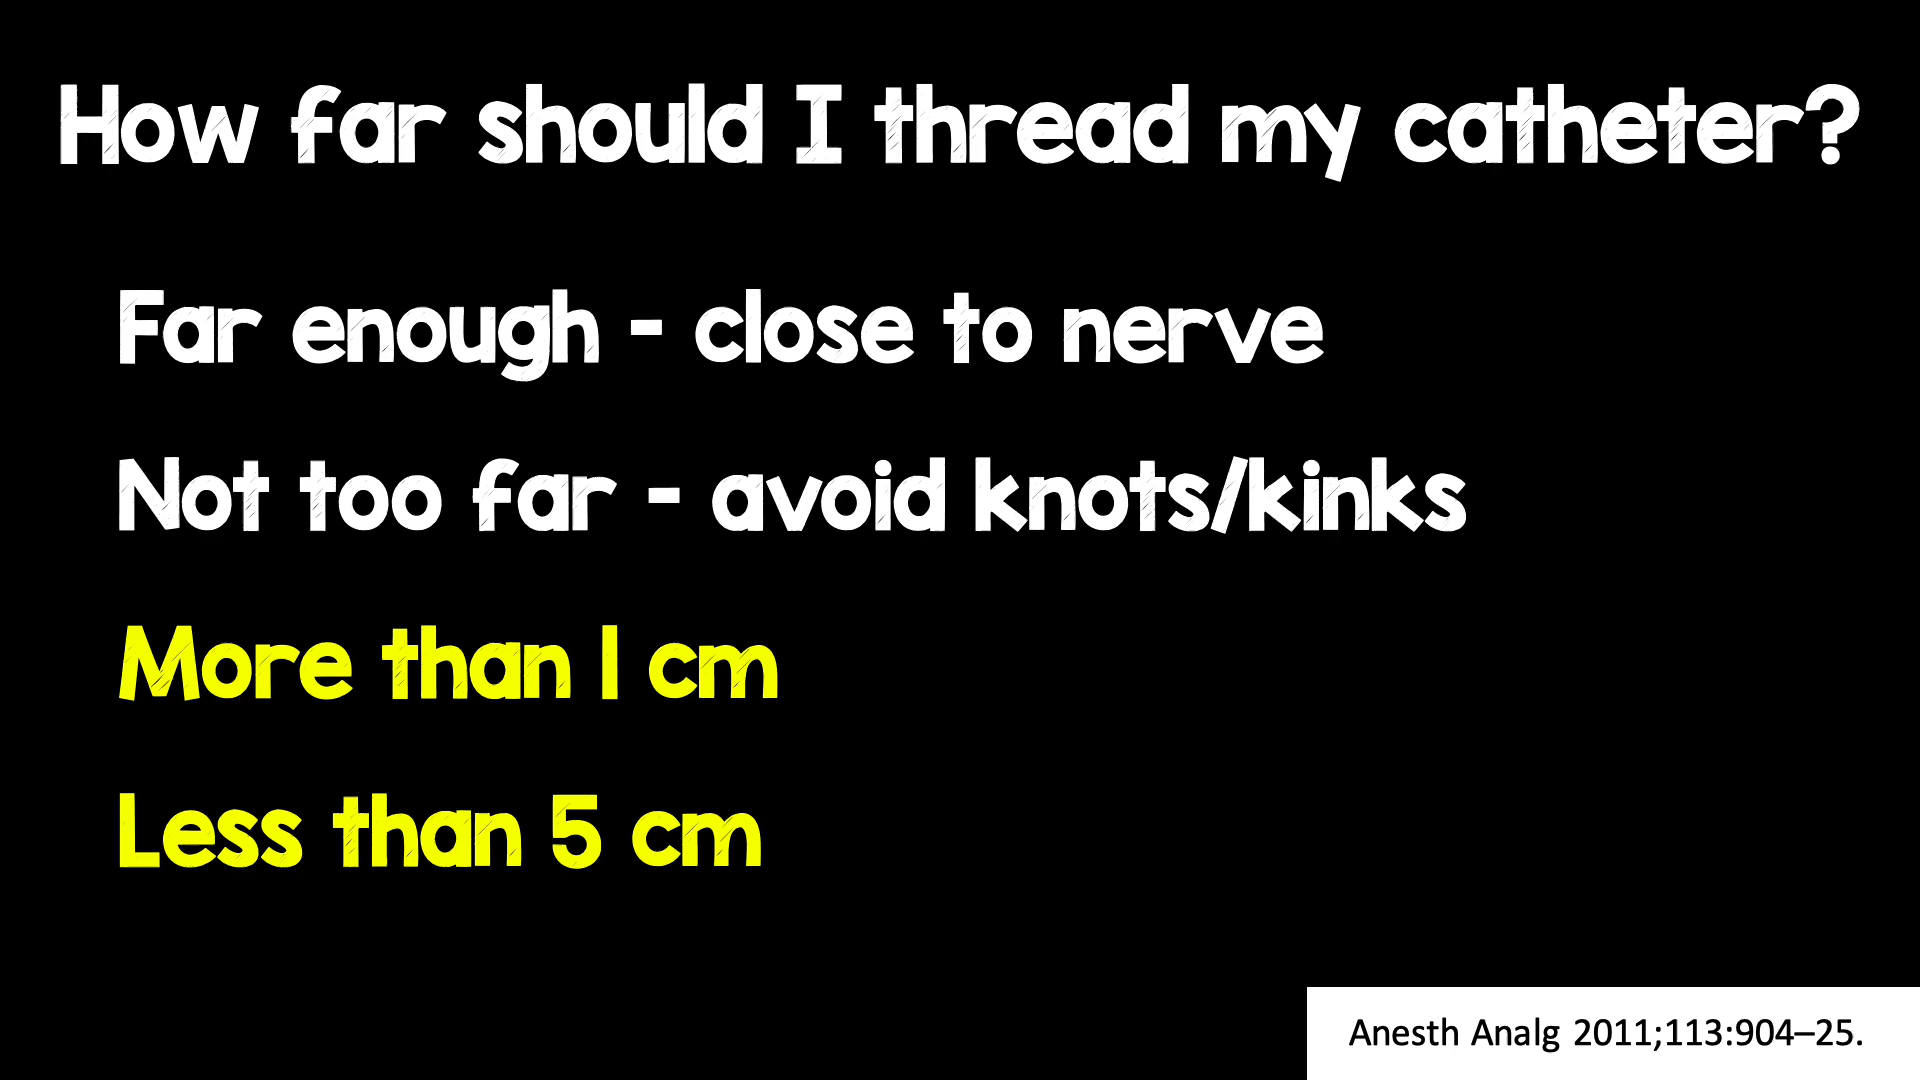 How far should I thread my catheter?
Far enough - close to nerve
Not too far - avoid knots/kinks
More than 1 cm
Less than 5 cm
Anesth Analg 2011;113:904–25.